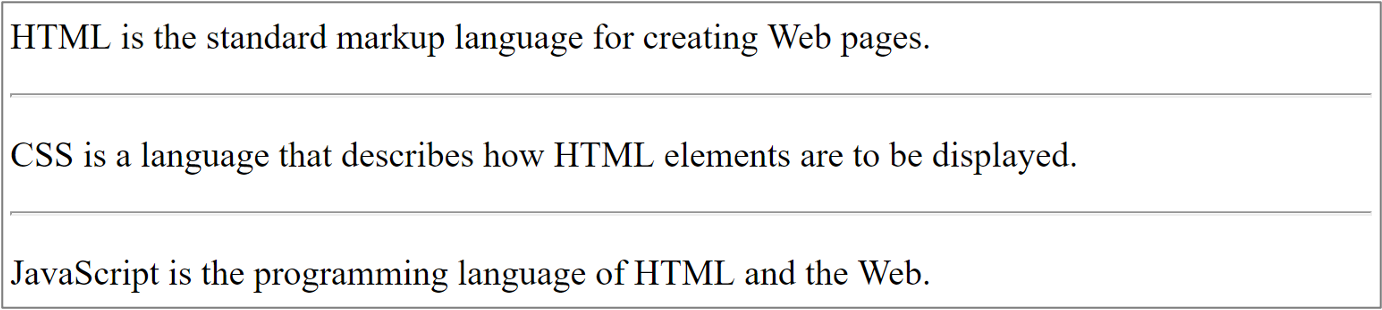 HTML is the standard markup language for creating Web pages.
CSS is a language that describes how HTML elements are to be displayed.
JavaScript is the programming language of HTML and the Web.